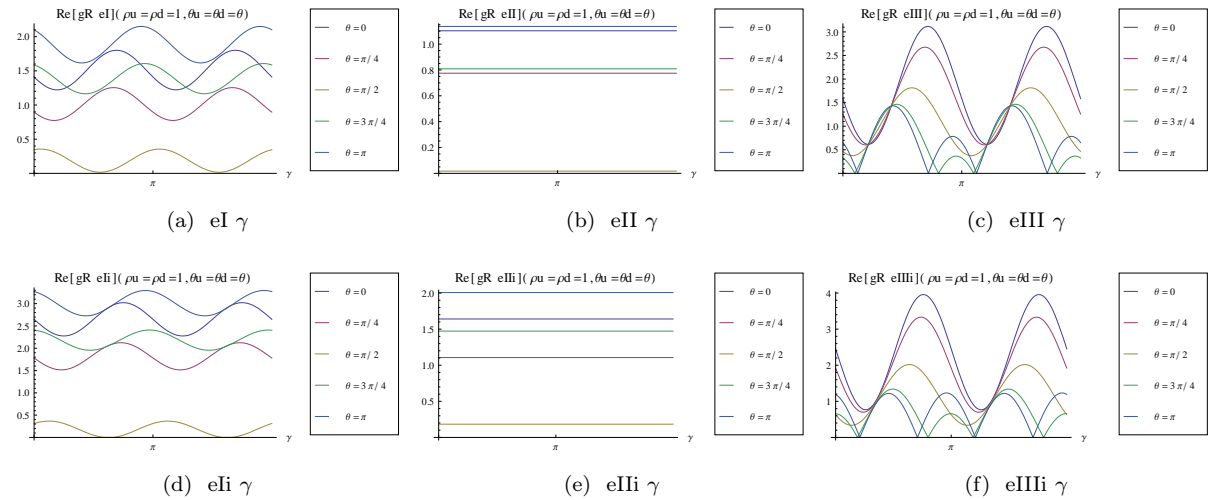 Re[gR eI](ρu=ρd=1,θu=θd=θ)
2.0
1.5
1.0
0.5
π
γ
θ=0
θ=π/4
θ=π/2
θ=3π/4
θ=π
(a) eI γ
Re[gR eII](ρu=ρd=1,θu=θd=θ)
1.0
0.8
0.6
0.4
0.2
0.0
π
γ
θ=0
θ=π/4
θ=π/2
θ=3π/4
θ=π
(b) eII γ
Re[gR eIII](ρu=ρd=1,θu=θd=θ)
3.0
2.5
2.0
1.5
1.0
0.5
π
γ
θ=0
θ=π/4
θ=π/2
θ=3π/4
θ=π
(c) eIII γ
Re[gR eIi](ρu=ρd=1,θu=θd=θ)
3.0
2.5
2.0
1.5
1.0
0.5
π
γ
θ=0
θ=π/4
θ=π/2
θ=3π/4
θ=π
(d) eIi γ
Re[gR eIIi](ρu=ρd=1,θu=θd=θ)
2.0
1.5
1.0
0.5
π
γ
θ=0
θ=π/4
θ=π/2
θ=3π/4
θ=π
(e) eIIi γ
Re[gR eIIIi](ρu=ρd=1,θu=θd=θ)
4
3
2
1
π
γ
θ=0
θ=π/4
θ=π/2
θ=3π/4
θ=π
(f) eIIIi γ